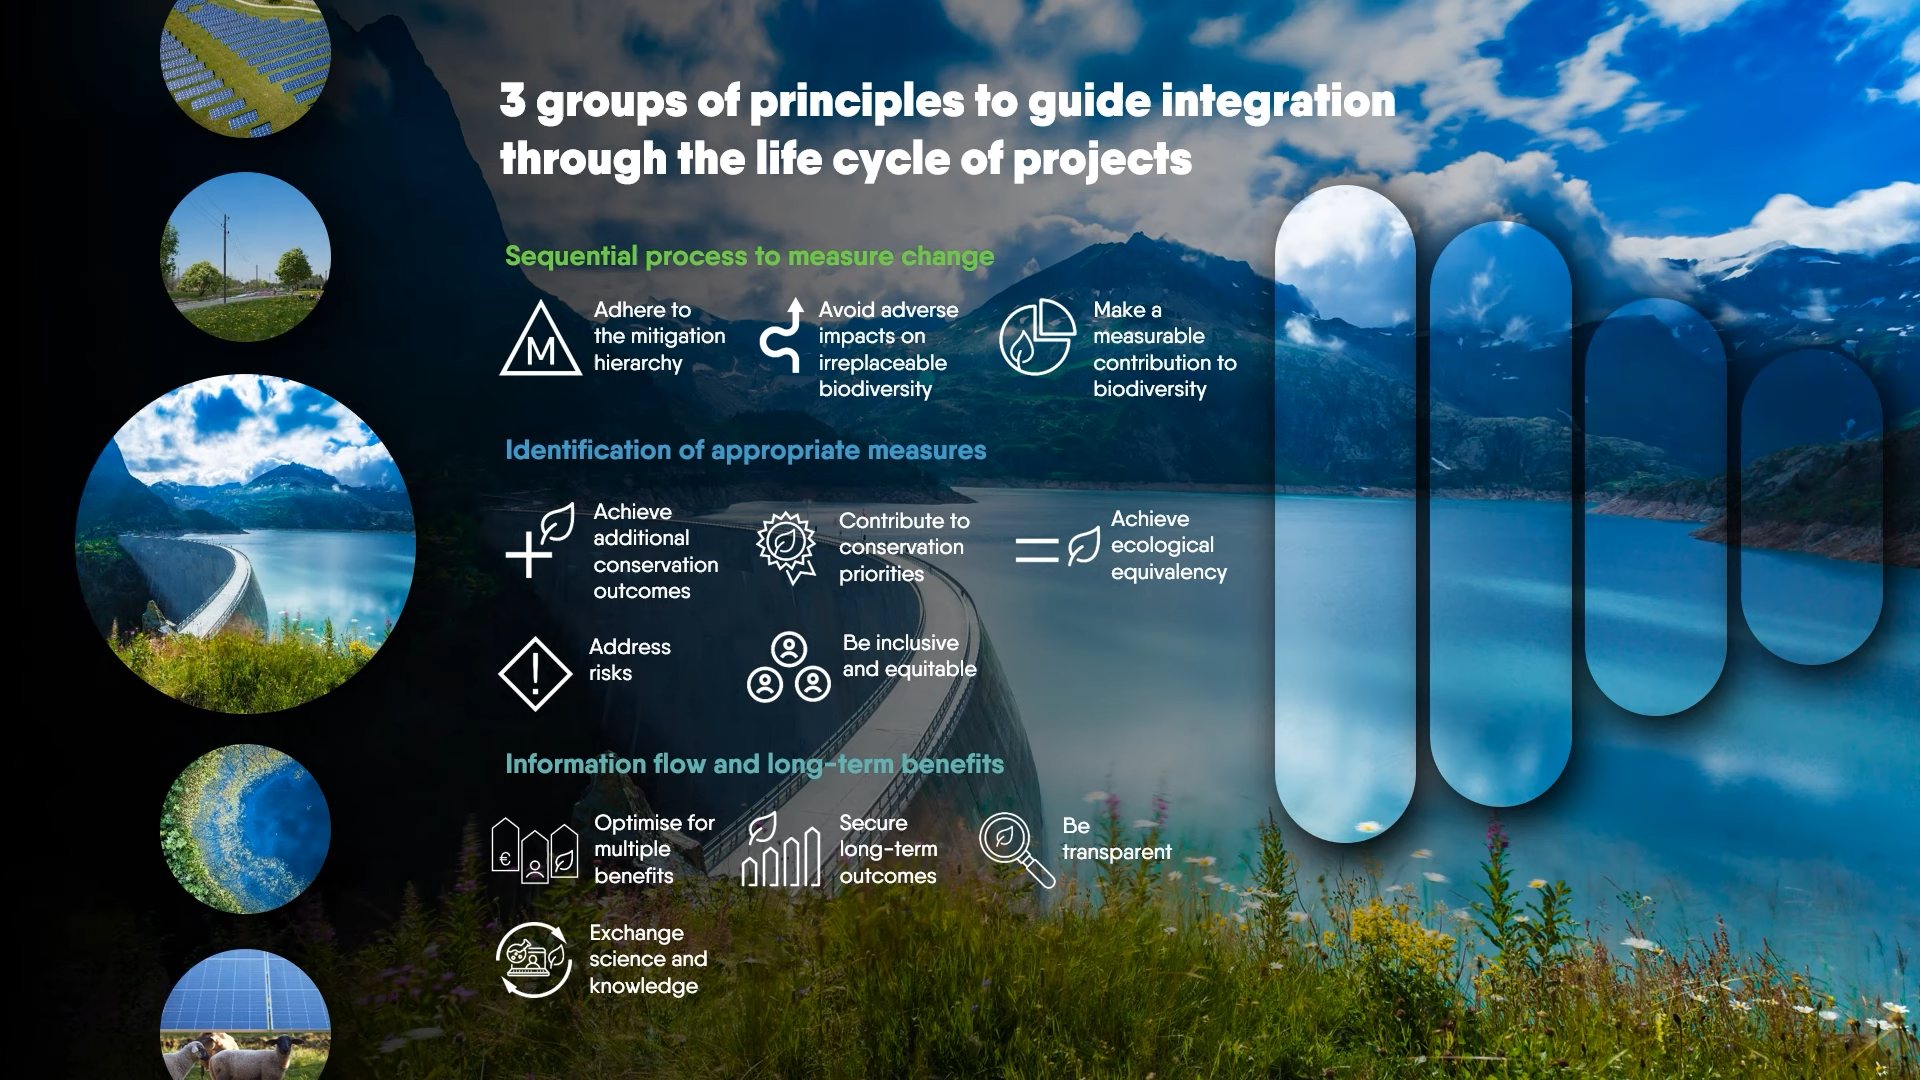 3 groups of principles to guide integration
through the life cycle of projects
Sequential process to measure change
M
Adhere to
the mitigation
hierarchy
Avoid adverse
impacts on
irreplaceable
biodiversity
Make a
measurable
contribution to
biodiversity
Identification of appropriate measures
Achieve
additional
conservation
outcomes
Contribute to
conservation
priorities
Achieve
ecological
equivalency
!
Address
risks
Be inclusive
and equitable
Information flow and long-term benefits
€
Optimise for
multiple
benefits
Secure
long-term
outcomes
Be
transparent
Exchange
science and
knowledge